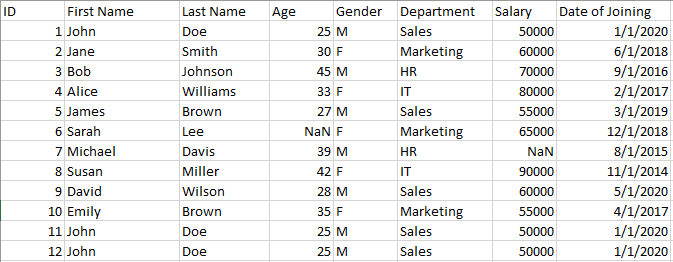 ID First Name Last Name Age Gender Department Salary Date of Joining
1 John Doe 25 M Sales 50000 1/1/2020
2 Jane Smith 30 F Marketing 60000 6/1/2018
3 Bob Johnson 45 M HR 70000 9/1/2016
4 Alice Williams 33 F IT 80000 2/1/2017
5 James Brown 27 M Sales 55000 3/1/2019
6 Sarah Lee NaN F Marketing 65000 12/1/2018
7 Michael Davis 39 M HR NaN 8/1/2015
8 Susan Miller 42 F IT 90000 11/1/2014
9 David Wilson 28 M Sales 60000 5/1/2020
10 Emily Brown 35 F Marketing 55000 4/1/2017
11 John Doe 25 M Sales 50000 1/1/2020
12 John Doe 25 M Sales 50000 1/1/2020